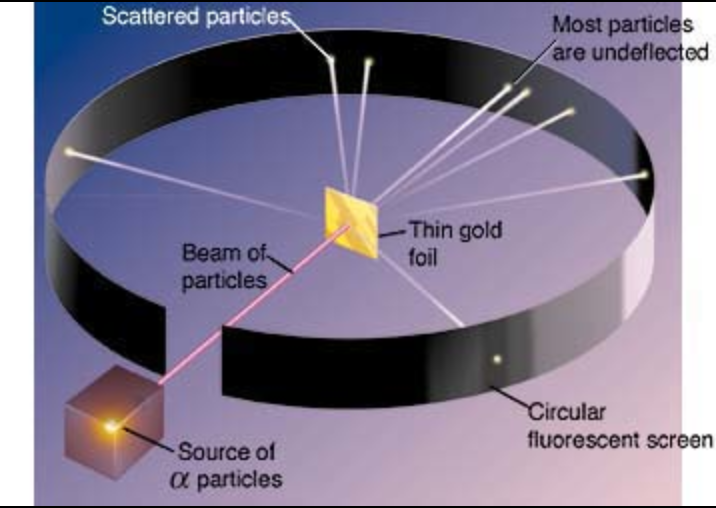 Scattered particles
Most particles
are undeflected
Thin gold
foil
Beam of
particles
Circular
fluorescent screen
Source of
α particles